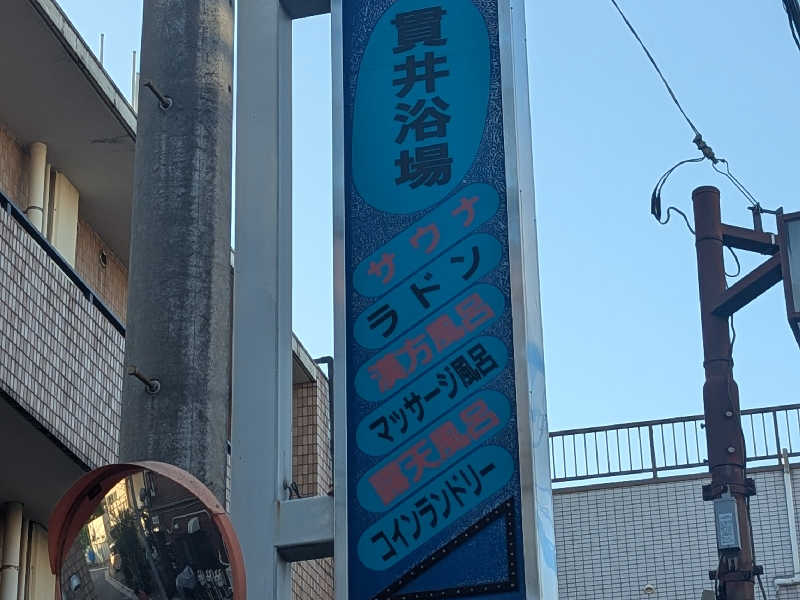 貫井浴場
サウナ
ラドン
漢方風呂
マッサージ風呂
露天風呂
コインランドリー